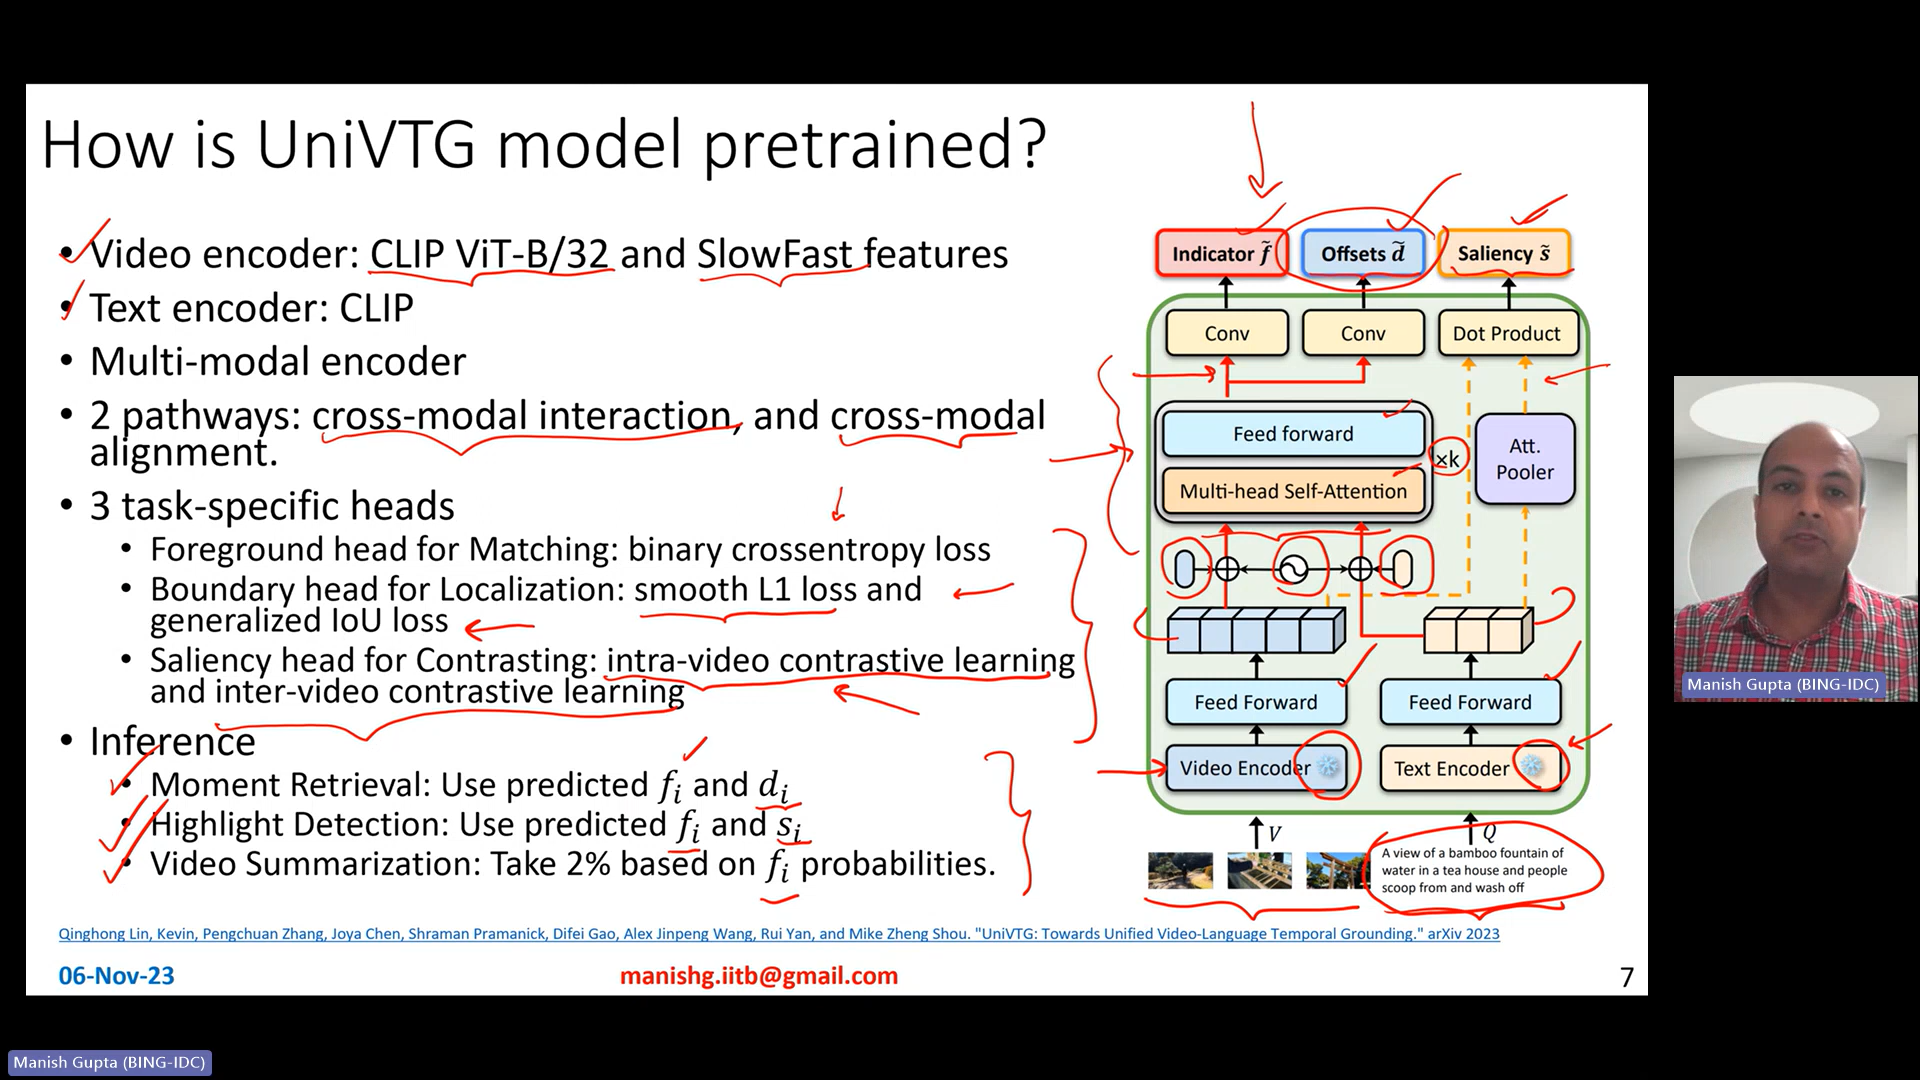 How is UniVTG model pretrained?
• Video encoder: CLIP ViT-B/32 and SlowFast features
• Text encoder: CLIP
• Multi-modal encoder
• 2 pathways: cross-modal interaction, and cross-modal
alignment.
• 3 task-specific heads
• Foreground head for Matching: binary crossentropy loss
• Boundary head for Localization: smooth L1 loss and
generalized IoU loss
• Saliency head for Contrasting: intra-video contrastive learning
and inter-video contrastive learning
• Inference
• Moment Retrieval: Use predicted fᵢ and dᵢ
• Highlight Detection: Use predicted fᵢ and sᵢ
• Video Summarization: Take 2% based on fᵢ probabilities.
Indicator f̃
Offsets d̃
Saliency s̃
Conv
Conv
Dot Product
Feed forward
Multi-head Self-Attention
×k
Att.
Pooler
Feed Forward
Feed Forward
Video Encoder
Text Encoder
V
Q
A view of a bamboo fountain of
water in a tea house and people
scoop from and wash off
Qinghong Lin, Kevin, Pengchuan Zhang, Joya Chen, Shraman Pramanick, Difei Gao, Alex Jinpeng Wang, Rui Yan, and Mike Zheng Shou. "UniVTG: Towards Unified Video-Language Temporal Grounding." arXiv 2023
06-Nov-23
manishg.iitb@gmail.com
7
Manish Gupta (BING-IDC)
Manish Gupta (BING-IDC)